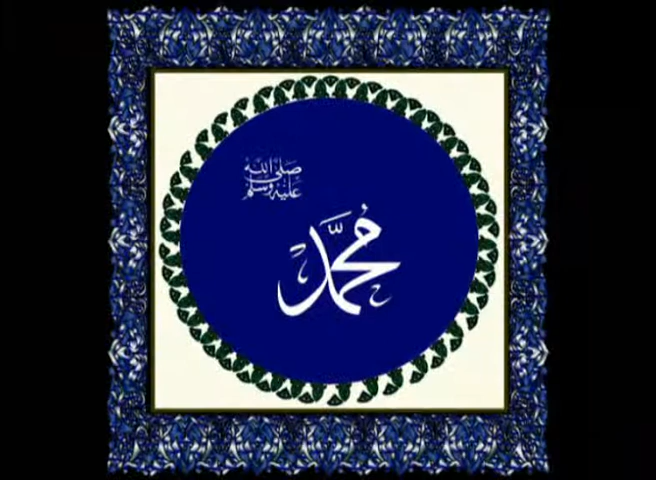 صلى الله
عليه وسلم
محمد